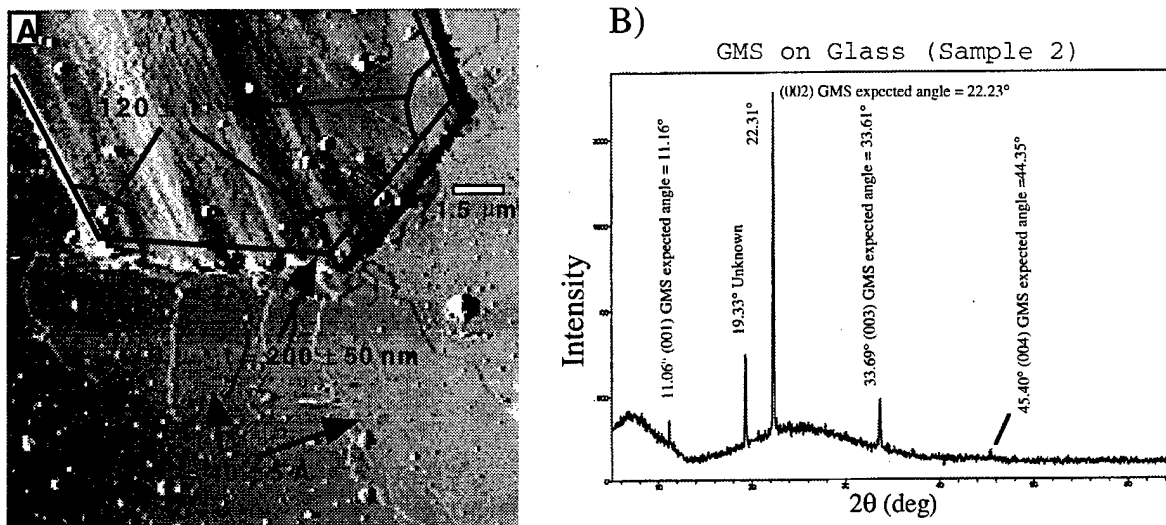 A
1.5 µm
200 ± 50 nm
B)
GMS on Glass (Sample 2)
Intensity
11.06° (001) GMS expected angle = 11.16°
19.33° Unknown
22.31°
(002) GMS expected angle = 22.23°
33.69° (003) GMS expected angle = 33.61°
45.40° (004) GMS expected angle =44.35°
2θ (deg)